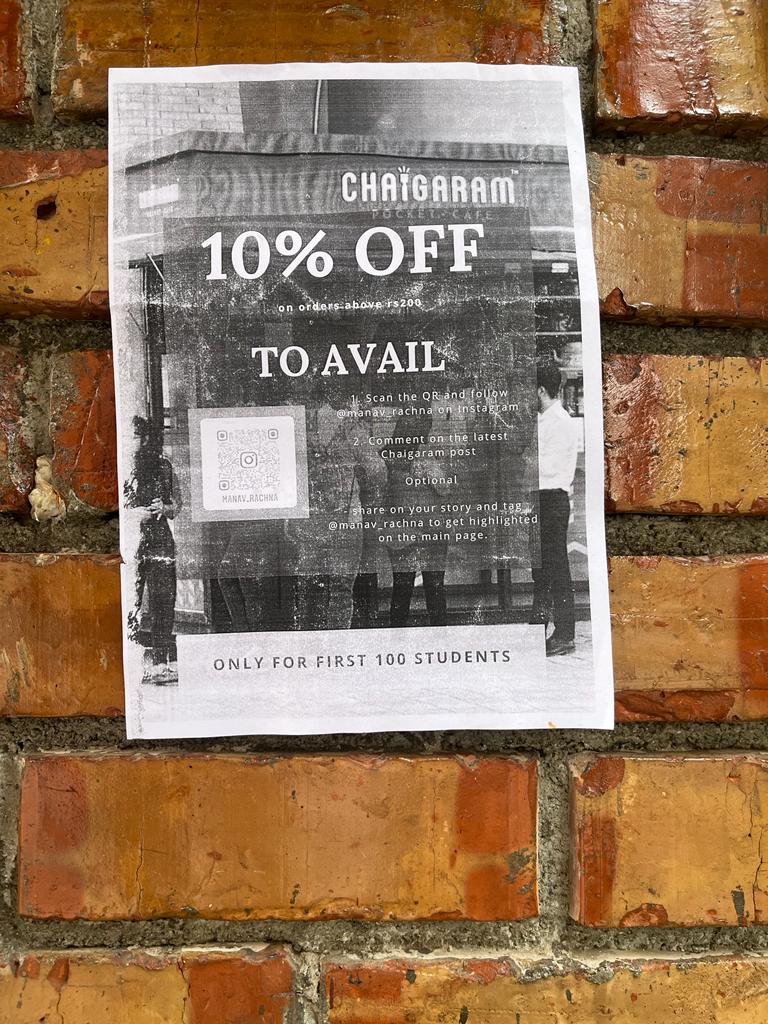 CHAIGARAM™
POCKET-CAFE
10% OFF
on orders above rs200
TO AVAIL
1. Scan the QR and follow
@manav_rachna on Instagram
2. Comment on the latest
Chaigaram post
Optional
- share on your story and tag
@manav_rachna to get highlighted
on the main page.
MANAV_RACHNA
ONLY FOR FIRST 100 STUDENTS